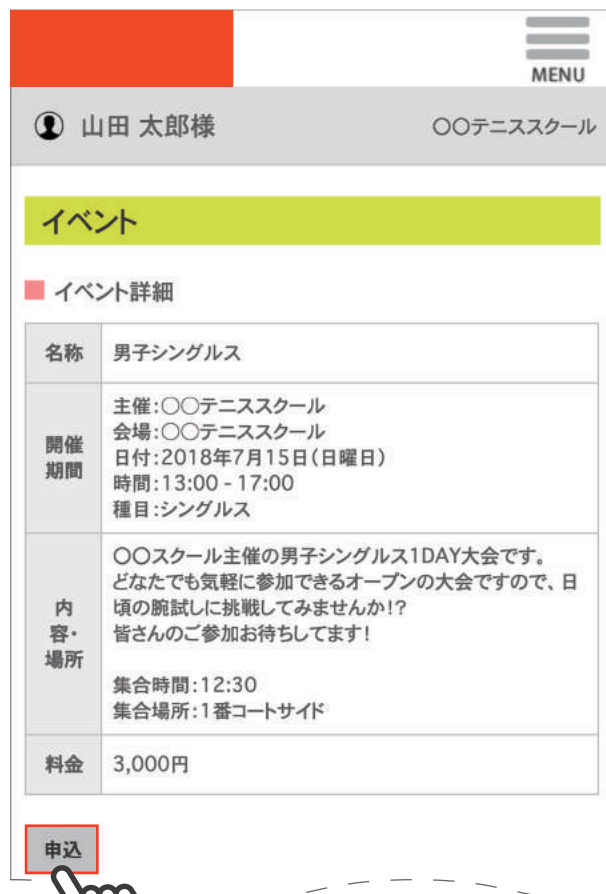 MENU
山田 太郎様
〇〇テニススクール
イベント
イベント詳細
名称
男子シングルス
開催
期間
主催:〇〇テニススクール
会場:〇〇テニススクール
日付:2018年7月15日(日曜日)
時間:13:00 - 17:00
種目:シングルス
内
容・
場所
〇〇スクール主催の男子シングルス1DAY大会です。
どなたでも気軽に参加できるオープンの大会ですので、日
頃の腕試しに挑戦してみませんか!?
皆さんのご参加お待ちしてます!
集合時間:12:30
集合場所:1番コートサイド
料金
3,000円
申込